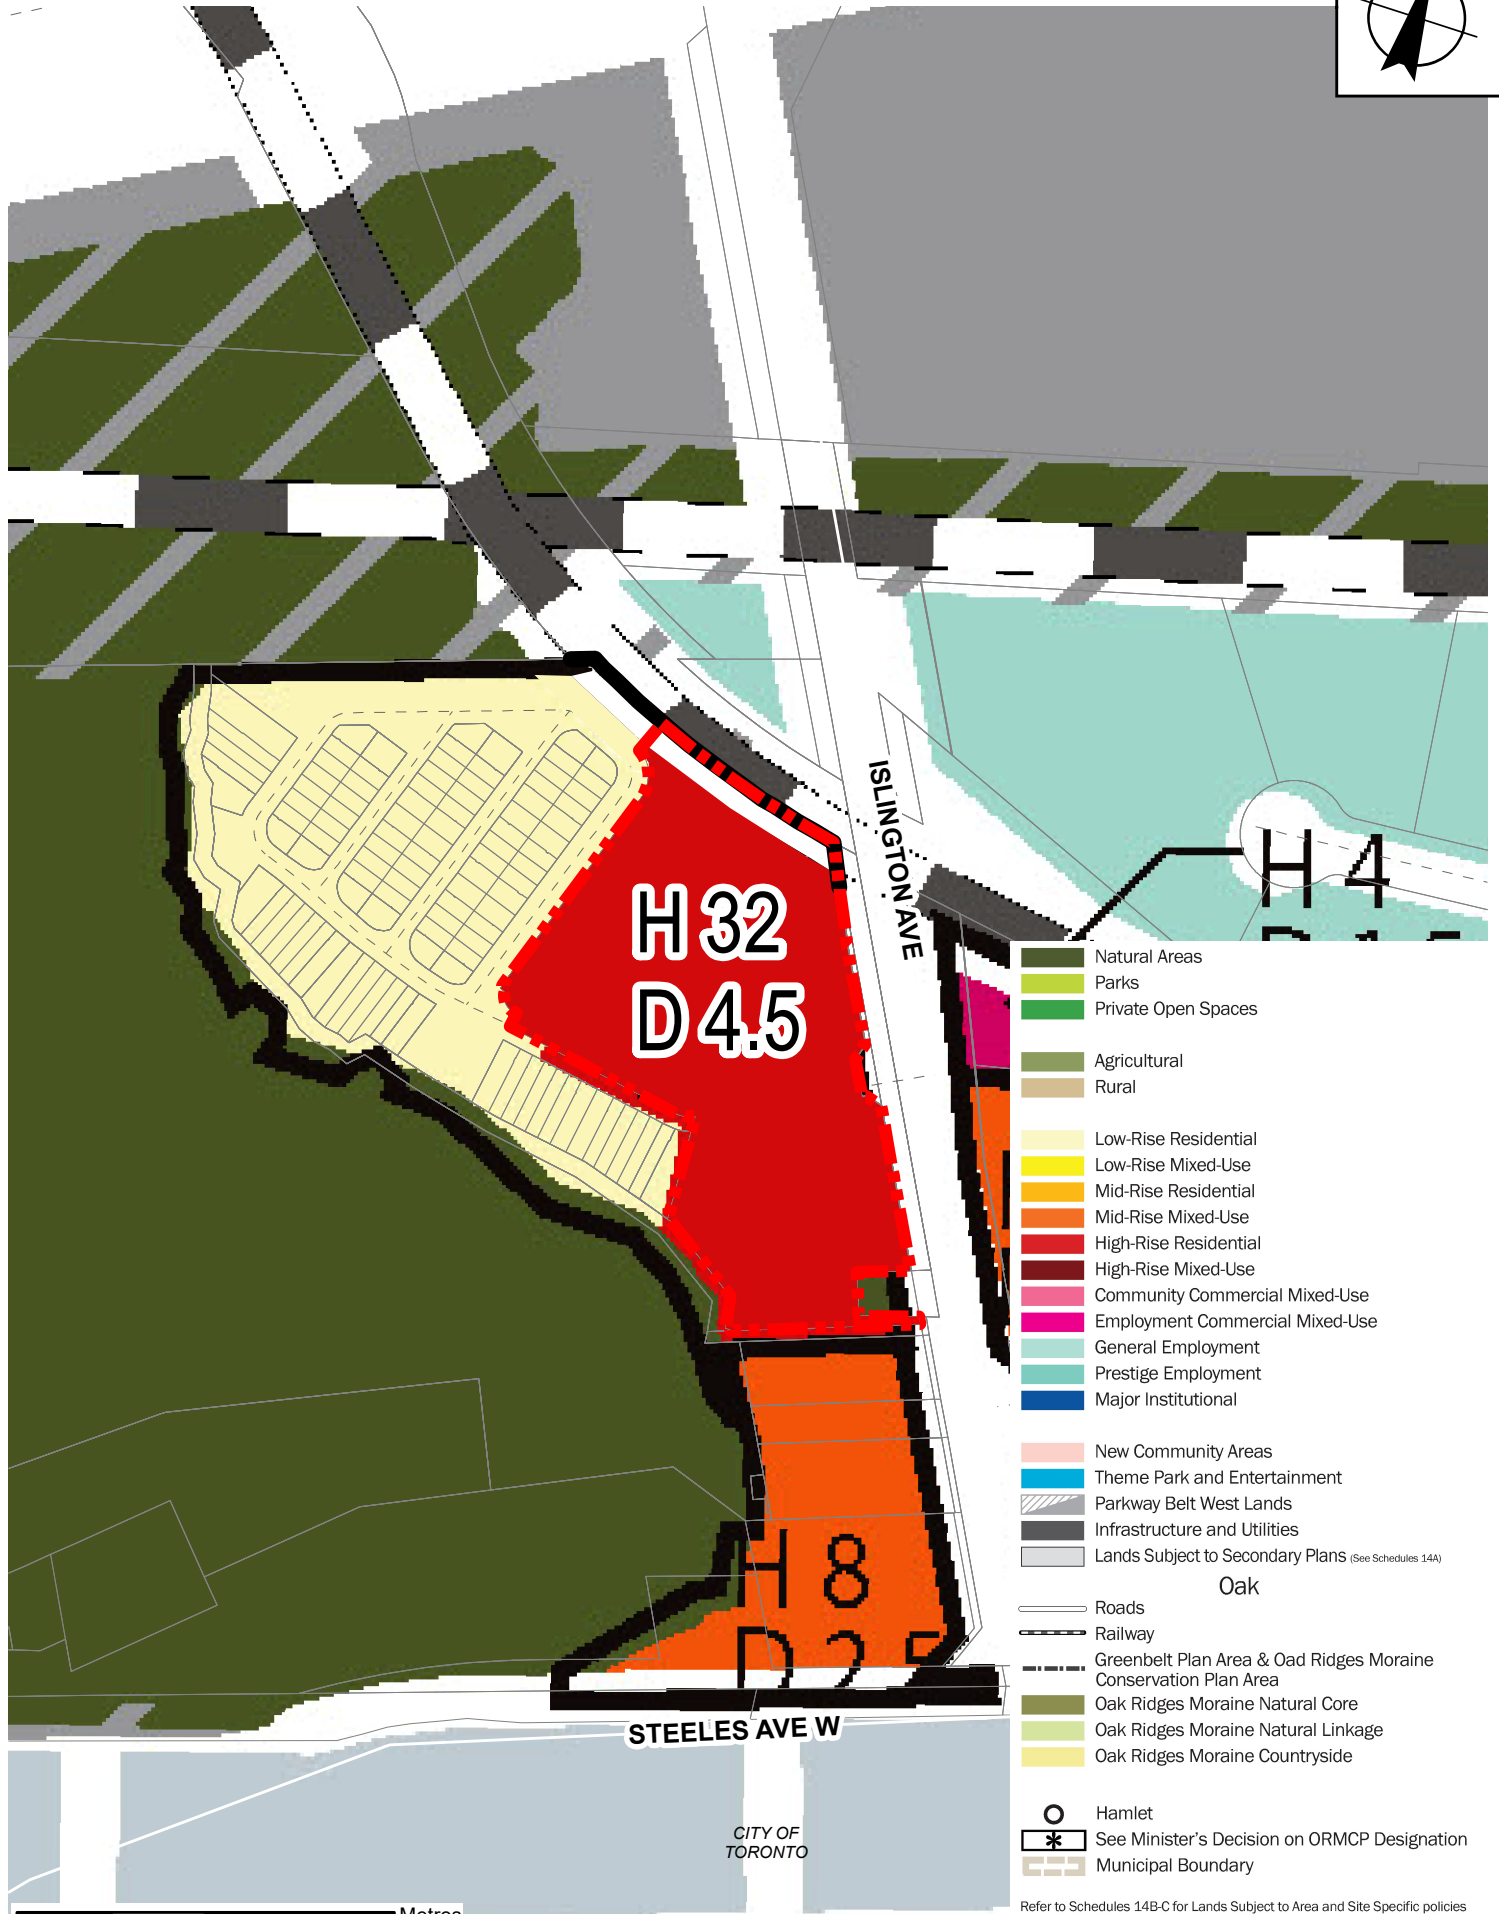 ISLINGTON AVE
H 4
H 32
D 4.5
Natural Areas
Parks
Private Open Spaces
Agricultural
Rural
Low-Rise Residential
Low-Rise Mixed-Use
Mid-Rise Residential
Mid-Rise Mixed-Use
High-Rise Residential
High-Rise Mixed-Use
Community Commercial Mixed-Use
Employment Commercial Mixed-Use
General Employment
Prestige Employment
Major Institutional
New Community Areas
Theme Park and Entertainment
Parkway Belt West Lands
Infrastructure and Utilities
Lands Subject to Secondary Plans (See Schedules 14A)
Oak
Roads
Railway
Greenbelt Plan Area & Oad Ridges Moraine
Conservation Plan Area
Oak Ridges Moraine Natural Core
Oak Ridges Moraine Natural Linkage
Oak Ridges Moraine Countryside
Hamlet
See Minister's Decision on ORMCP Designation
Municipal Boundary
Refer to Schedules 14B-C for Lands Subject to Area and Site Specific policies
H 8
STEELES AVE W
CITY OF
TORONTO
Metres